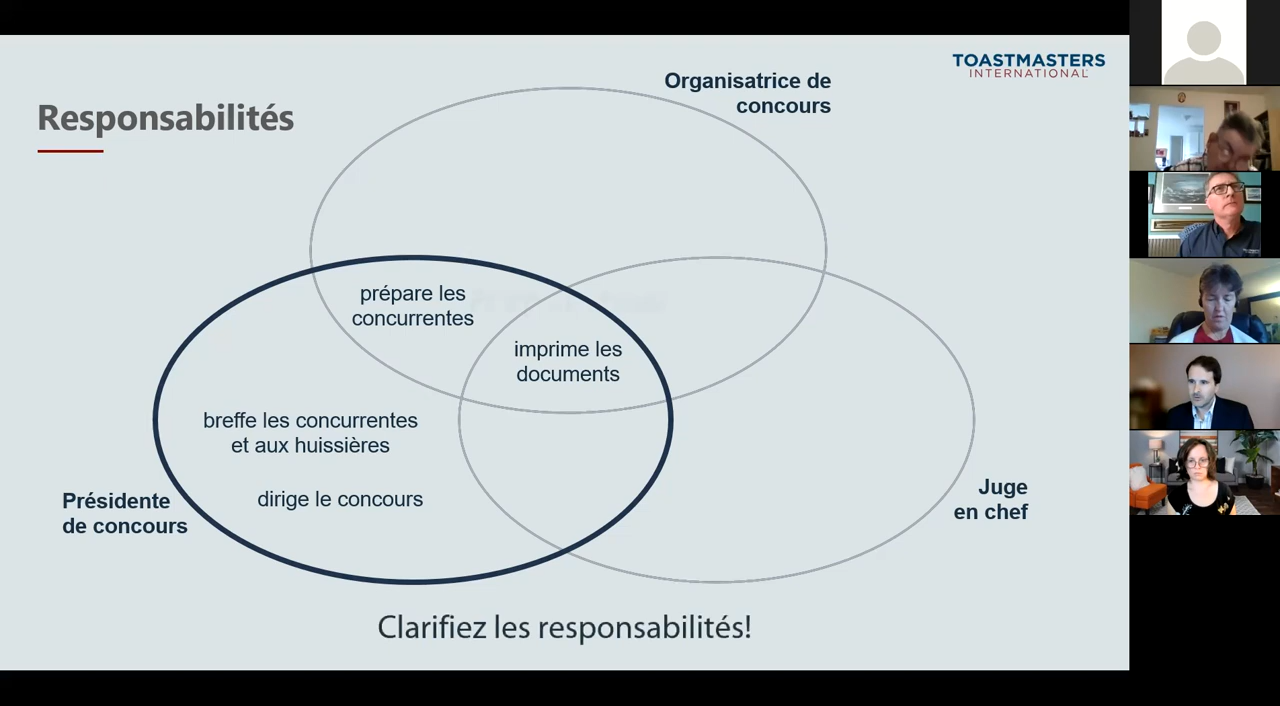 TOASTMASTERS
INTERNATIONAL
Responsabilités
Organisatrice de
concours
prépare les
concurrentes
imprime les
documents
breffe les concurrentes
et aux huissières
dirige le concours
Présidente
de concours
Juge
en chef
Clarifiez les responsabilités!